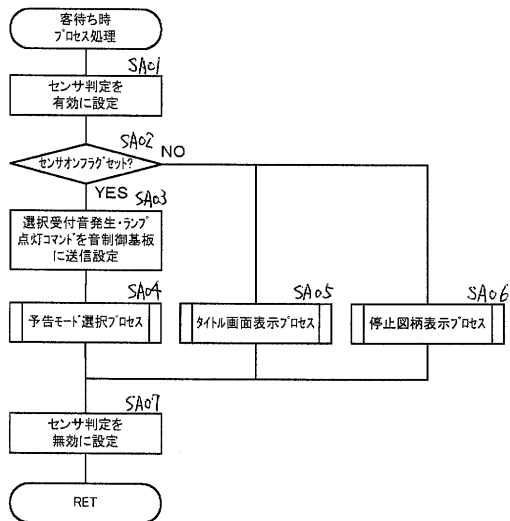 客待ち時
プロセス処理
SA01
センサ判定を
有効に設定
SA02
センサオンフラグセット?
NO
YES
SA03
選択受付音発生・ランプ
点灯コマンドを音制御基板
に送信設定
SA04
予告モード選択プロセス
SA05
タイトル画面表示プロセス
SA06
停止図柄表示プロセス
SA07
センサ判定を
無効に設定
RET